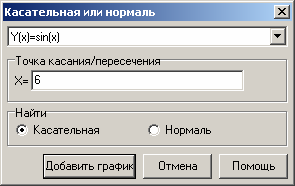 Касательная или нормаль
Y(x)=sin(x)
Точка касания/пересечения
X= 6
Найти
Касательная Нормаль
Добавить график Отмена Помощь